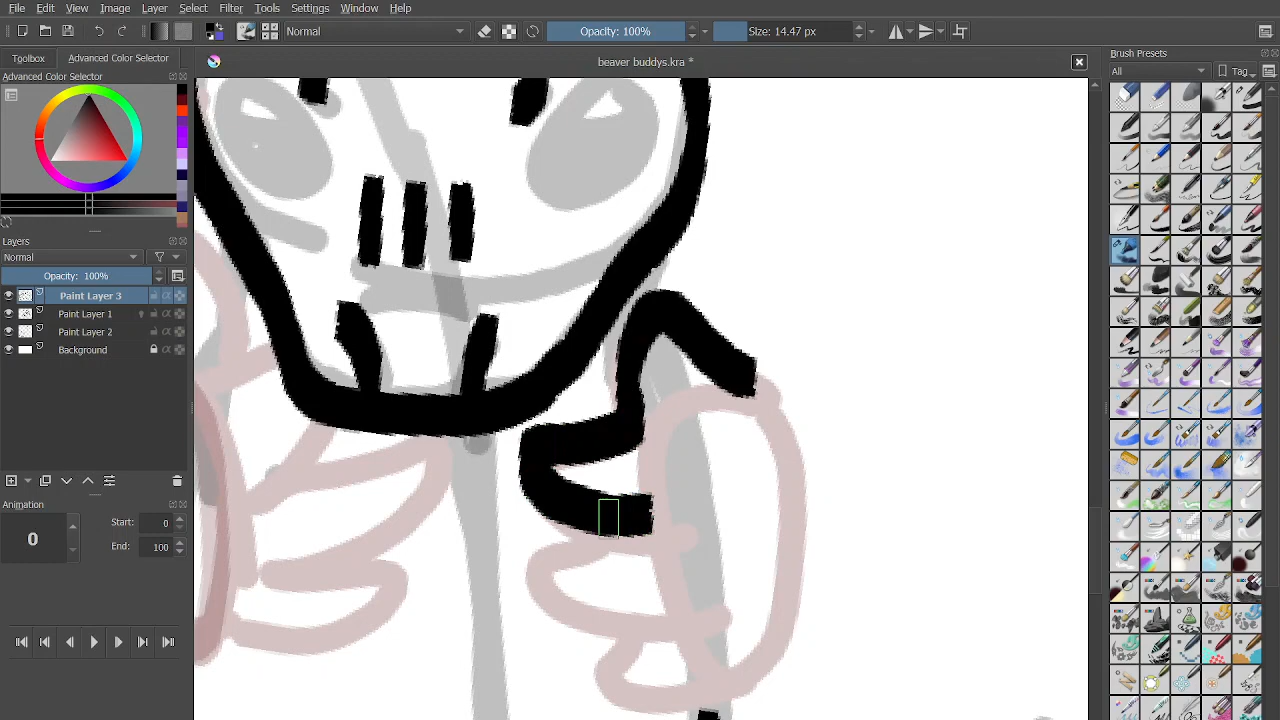 File Edit View Image Layer Select Filter Tools Settings Window Help
Normal Opacity: 100% Size: 14.47 px
Toolbx Advanced Color Selector beaver buddys.kra * Brush Presets
Advanced Color Selector All Tag
Layers
Normal
Opacity: 100%
Paint Layer 3
Paint Layer 1
Paint Layer 2
Background
Animation
0 Start: 0
End: 100